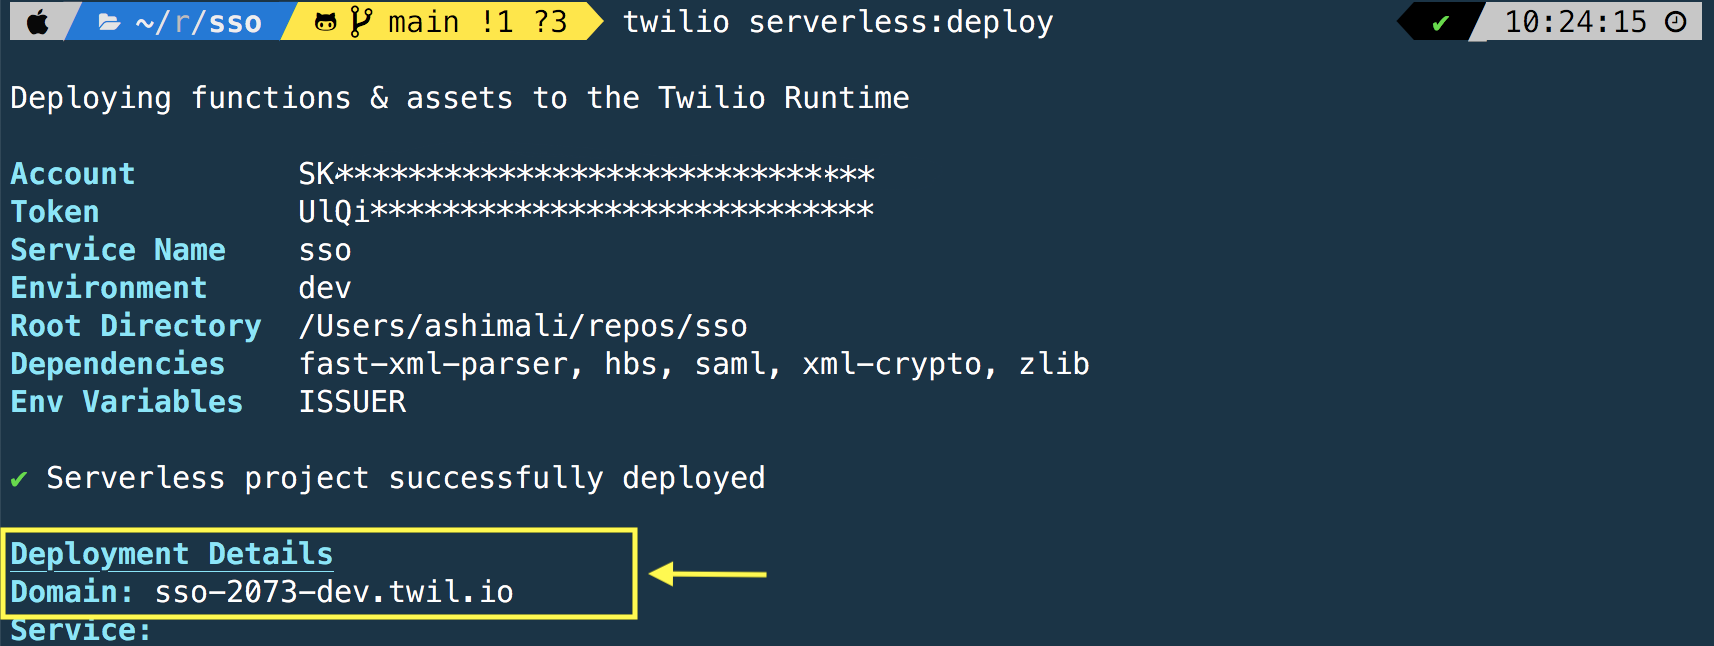 ~/r/sso main !1 ?3 twilio serverless:deploy ✔ 10:24:15
Deploying functions & assets to the Twilio Runtime
Account SK******************************
Token UlQi****************************
Service Name sso
Environment dev
Root Directory /Users/ashimali/repos/sso
Dependencies fast-xml-parser, hbs, saml, xml-crypto, zlib
Env Variables ISSUER
✔ Serverless project successfully deployed
Deployment Details
Domain: sso-2073-dev.twil.io
Service: